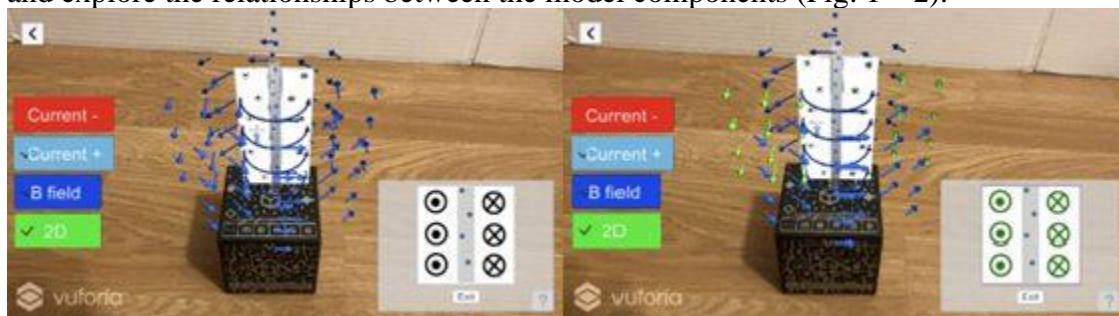 and explore the relationships between the model components (Fig. 1 – 2).
Current -
Current +
B field
2D
Exit
?
vuforia
Current -
Current +
B field
2D
Exit
?
vuforia